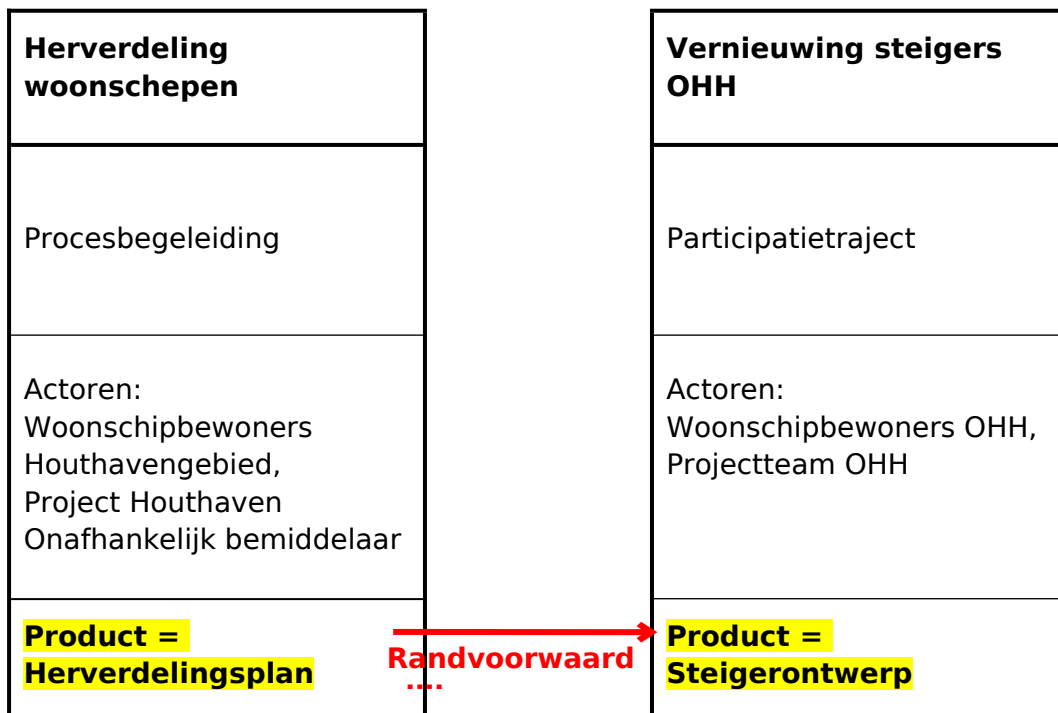 Herverdeling
woonschepen
Procesbegeleiding
Actoren:
Woonschipbewoners
Houthavengebied,
Project Houthaven
Onafhankelijk bemiddelaar
Product =
Herverdelingsplan
Randvoorwaard
....
Vernieuwing steigers
OHH
Participatietraject
Actoren:
Woonschipbewoners OHH,
Projectteam OHH
Product =
Steigerontwerp